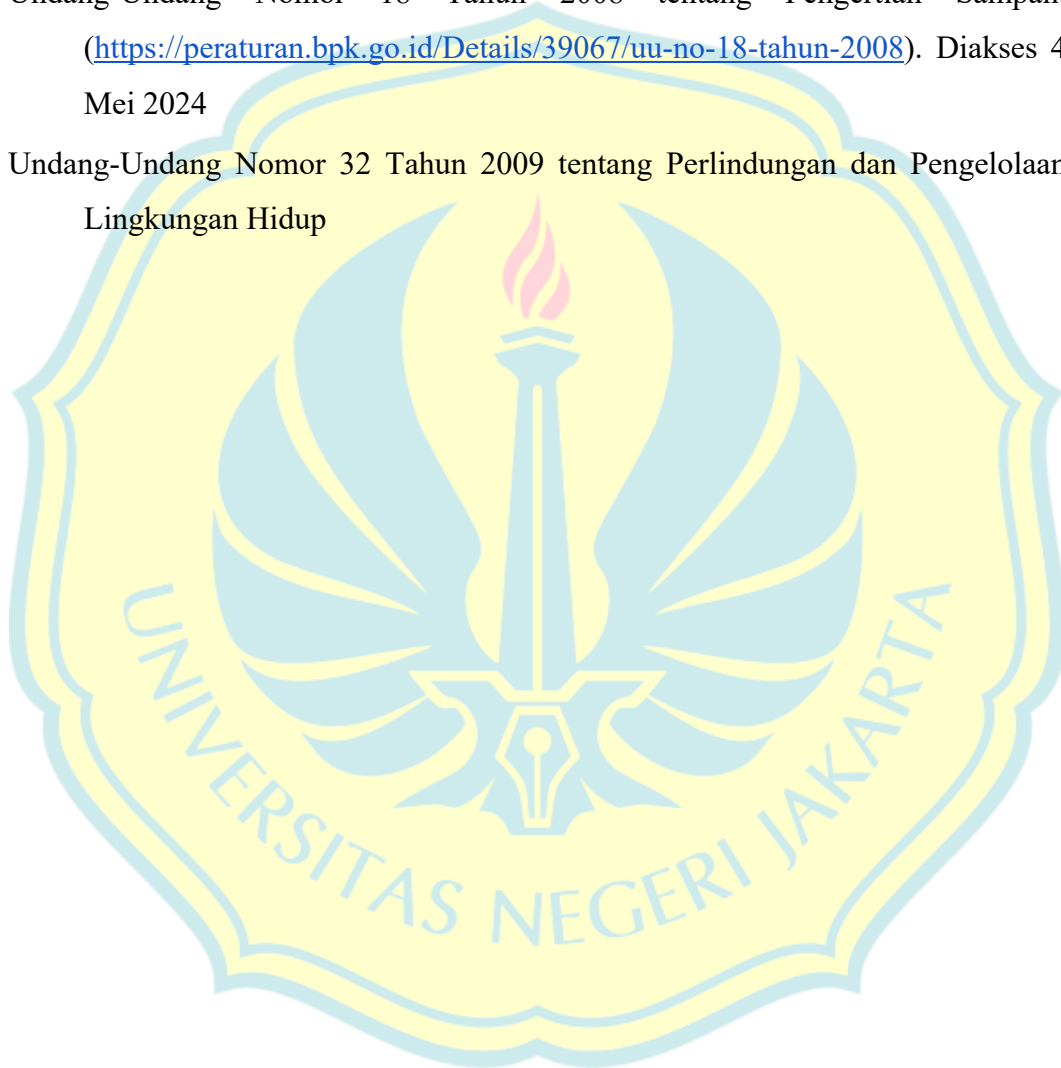 Undang-Undang Nomor 18 Tahun 2008 tentang Pengertian Sampah
(https://peraturan.bpk.go.id/Details/39067/uu-no-18-tahun-2008). Diakses 4
Mei 2024
Undang-Undang Nomor 32 Tahun 2009 tentang Perlindungan dan Pengelolaan
Lingkungan Hidup
UNIVERSITAS NEGERI JAKARTA